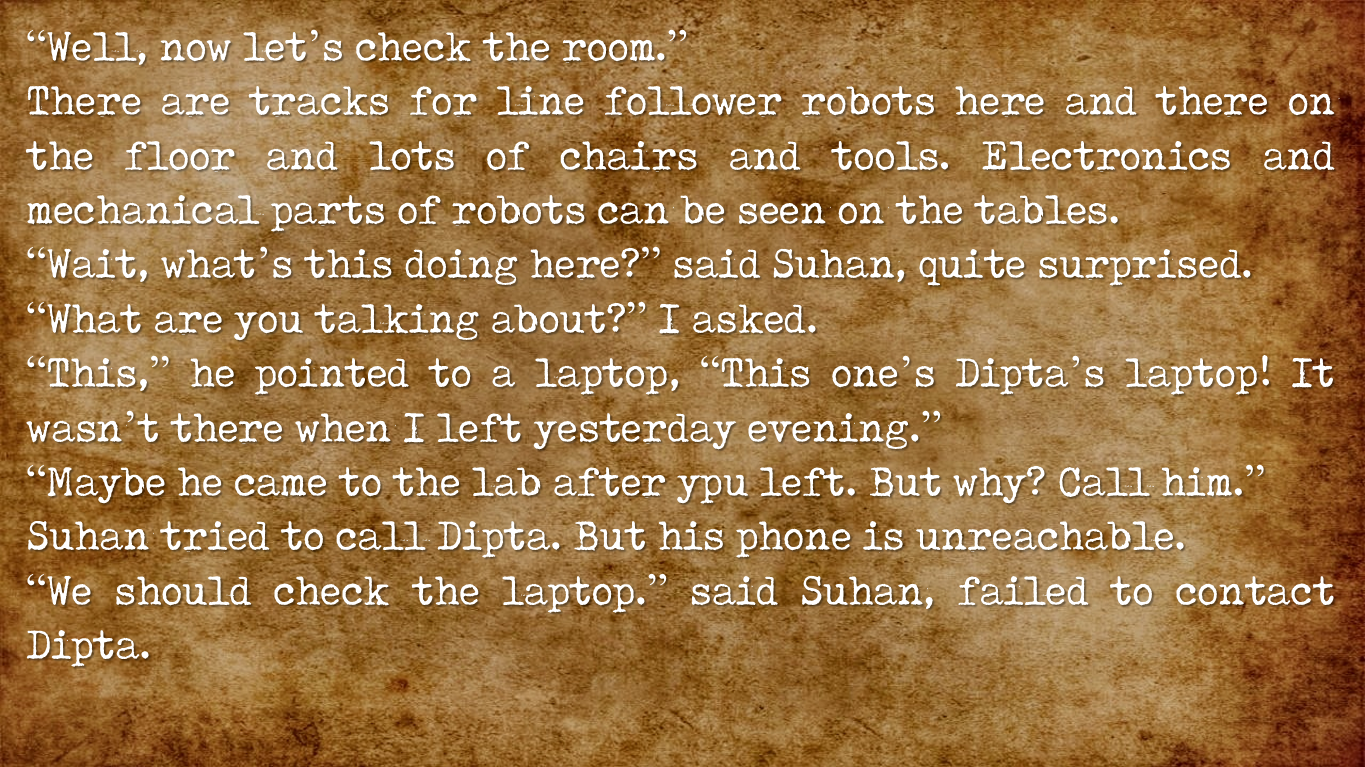 “Well, now let’s check the room.”
There are tracks for line follower robots here and there on
the floor and lots of chairs and tools. Electronics and
mechanical parts of robots can be seen on the tables.
“Wait, what’s this doing here?” said Suhan, quite surprised.
“What are you talking about?” I asked.
“This,” he pointed to a laptop, “This one’s Dipta’s laptop! It
wasn’t there when I left yesterday evening.”
“Maybe he came to the lab after ypu left. But why? Call him.”
Suhan tried to call Dipta. But his phone is unreachable.
“We should check the laptop.” said Suhan, failed to contact
Dipta.